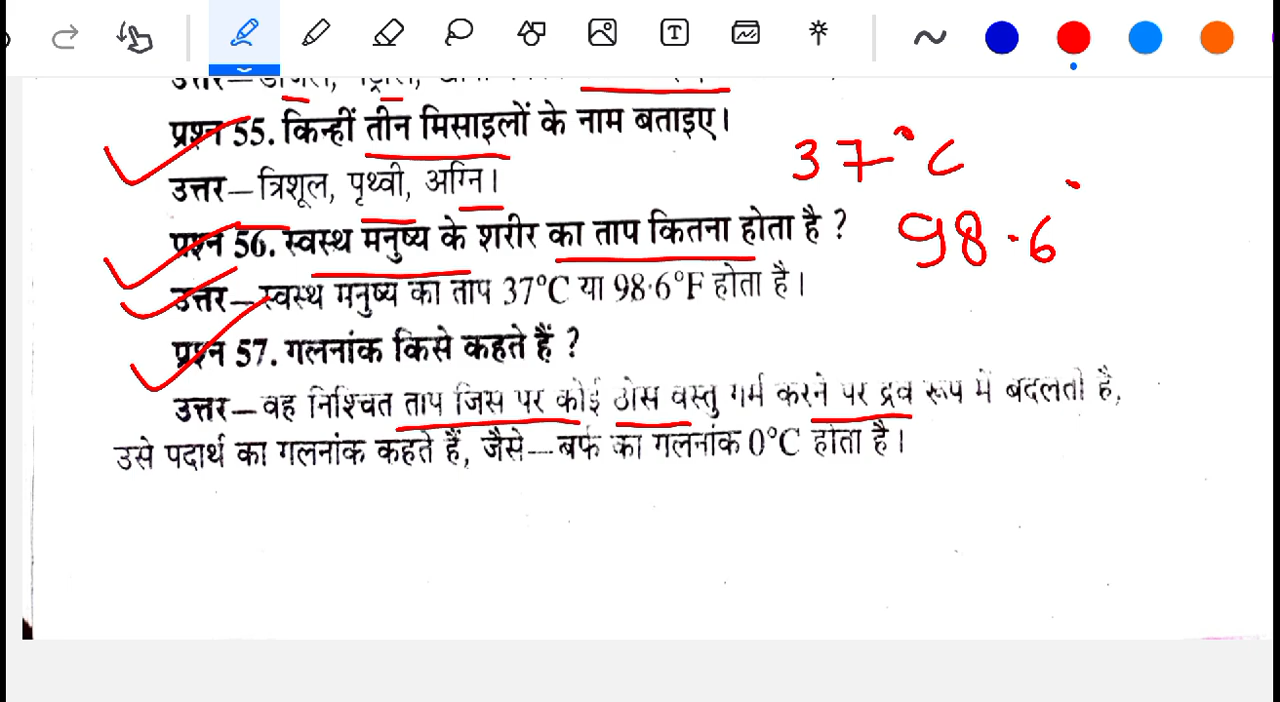 उत्तर—
प्रश्न 55. किन्हीं तीन मिसाइलों के नाम बताइए।
37°C
उत्तर—त्रिशूल, पृथ्वी, अग्नि।
98.6°
प्रश्न 56. स्वस्थ मनुष्य के शरीर का ताप कितना होता है ?
उत्तर—स्वस्थ मनुष्य का ताप 37°C या 98·6°F होता है।
प्रश्न 57. गलनांक किसे कहते हैं ?
उत्तर—वह निश्चित ताप जिस पर कोई ठोस वस्तु गर्म करने पर द्रव रूप में बदलती है,
उसे पदार्थ का गलनांक कहते हैं, जैसे—बर्फ का गलनांक 0°C होता है।